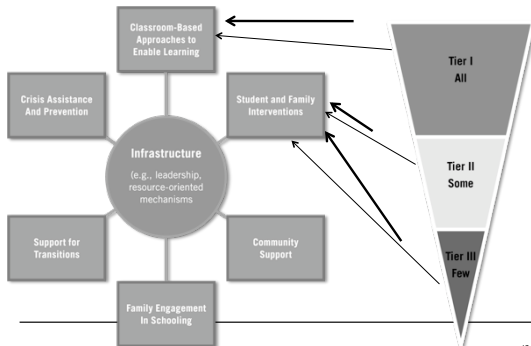 Classroom-Based
Approaches to
Enable Learning
Crisis Assistance
And Prevention
Student and Family
Interventions
Infrastructure
(e.g., leadership,
resource-oriented
mechanisms
Support for
Transitions
Community
Support
Family Engagement
In Schooling
Tier I
All
Tier II
Some
Tier III
Few